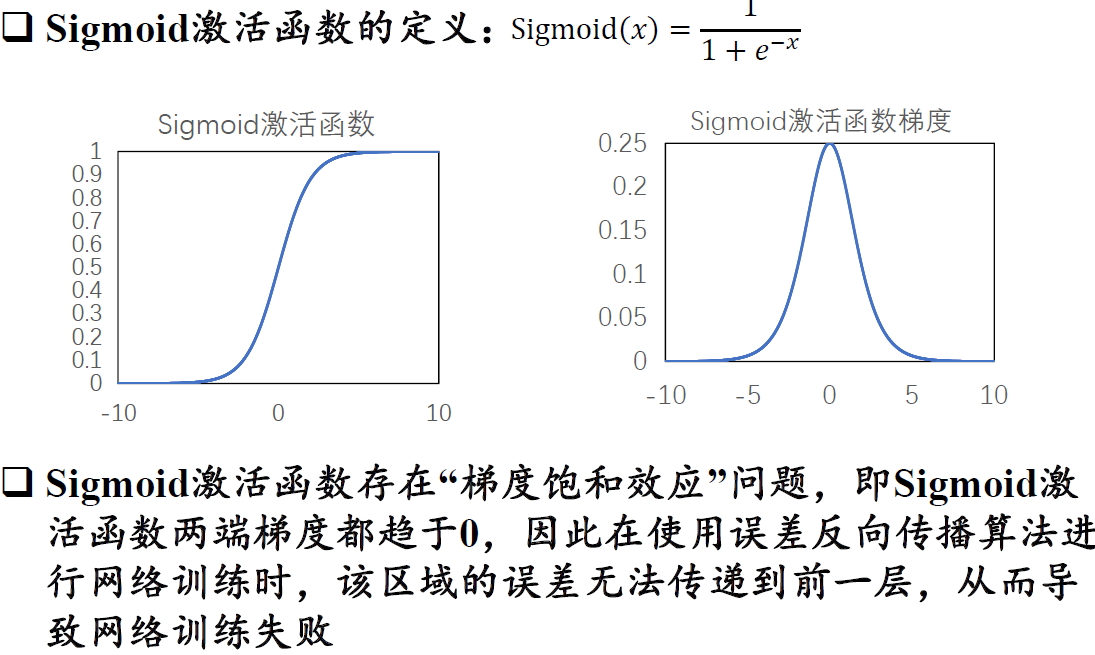 ❑ Sigmoid激活函数的定义：Sigmoid(x) = 1 / (1 + e^{-x})
Sigmoid激活函数
1
0.9
0.8
0.7
0.6
0.5
0.4
0.3
0.2
0.1
0
-10 0 10
Sigmoid激活函数梯度
0.25
0.2
0.15
0.1
0.05
0
-10 -5 0 5 10
❑ Sigmoid激活函数存在“梯度饱和效应”问题，即Sigmoid激
活函数两端梯度都趋于0，因此在使用误差反向传播算法进
行网络训练时，该区域的误差无法传递到前一层，从而导
致网络训练失败